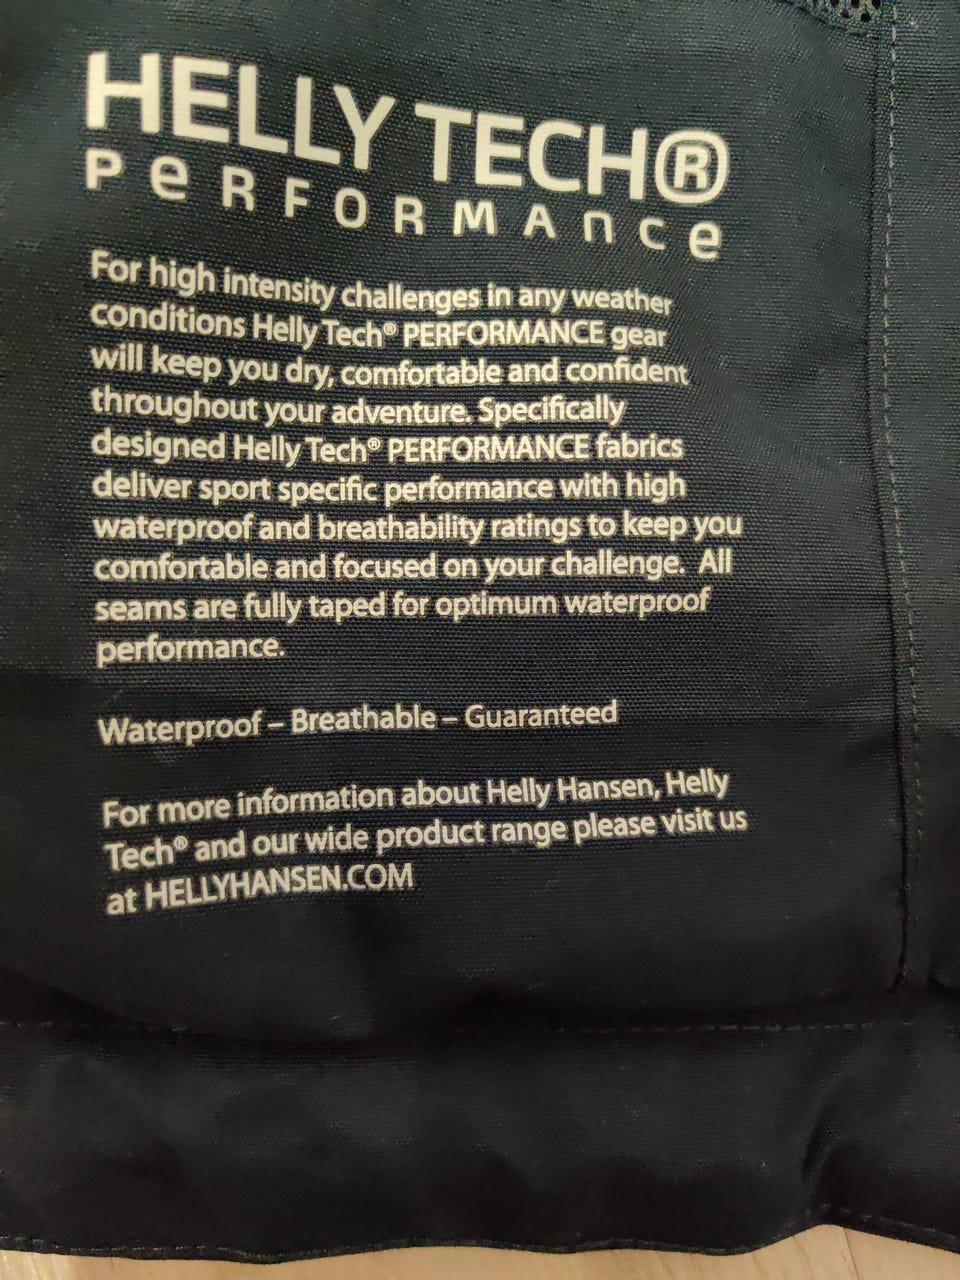 HELLY TECH®
PERFORMANCE
For high intensity challenges in any weather
conditions Helly Tech® PERFORMANCE gear
will keep you dry, comfortable and confident
throughout your adventure. Specifically
designed Helly Tech® PERFORMANCE fabrics
deliver sport specific performance with high
waterproof and breathability ratings to keep you
comfortable and focused on your challenge. All
seams are fully taped for optimum waterproof
performance.
Waterproof – Breathable – Guaranteed
For more information about Helly Hansen, Helly
Tech® and our wide product range please visit us
at HELLYHANSEN.COM